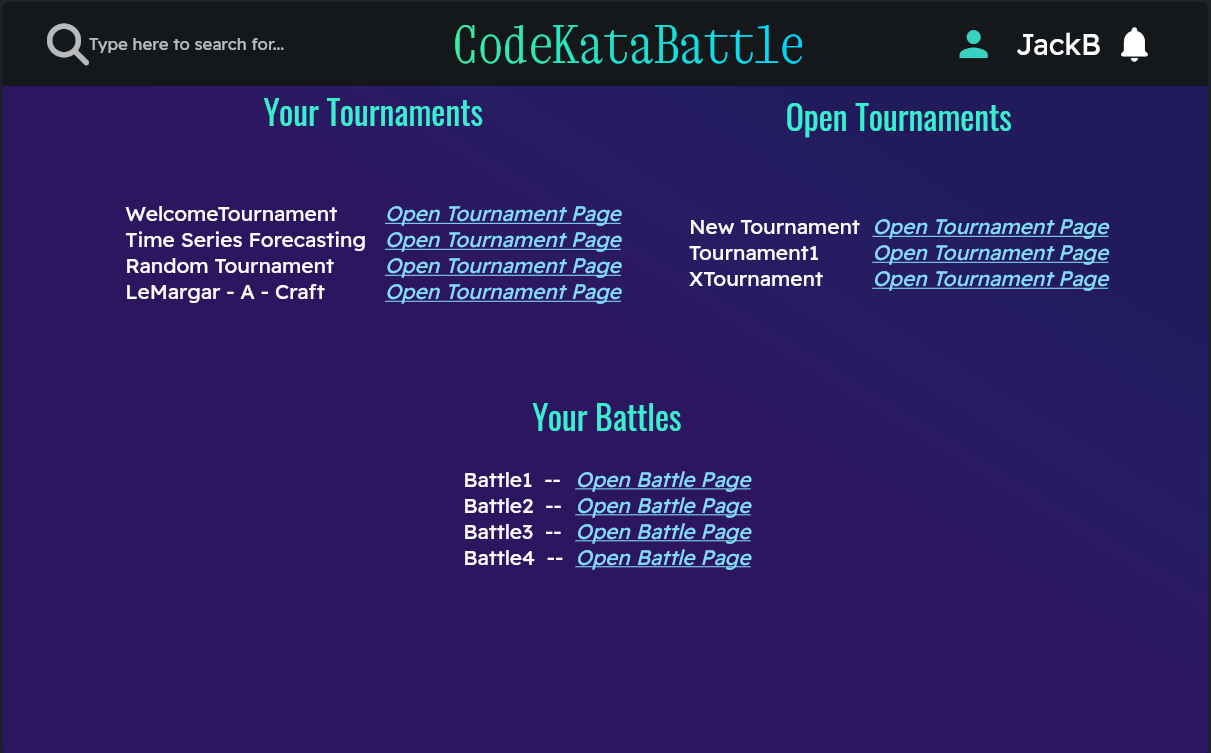 Type here to search for...
CodeKataBattle
JackB
Your Tournaments
WelcomeTournament Open Tournament Page
Time Series Forecasting Open Tournament Page
Random Tournament Open Tournament Page
LeMargar - A - Craft Open Tournament Page
Open Tournaments
New Tournament Open Tournament Page
Tournament1 Open Tournament Page
XTournament Open Tournament Page
Your Battles
Battle1 -- Open Battle Page
Battle2 -- Open Battle Page
Battle3 -- Open Battle Page
Battle4 -- Open Battle Page